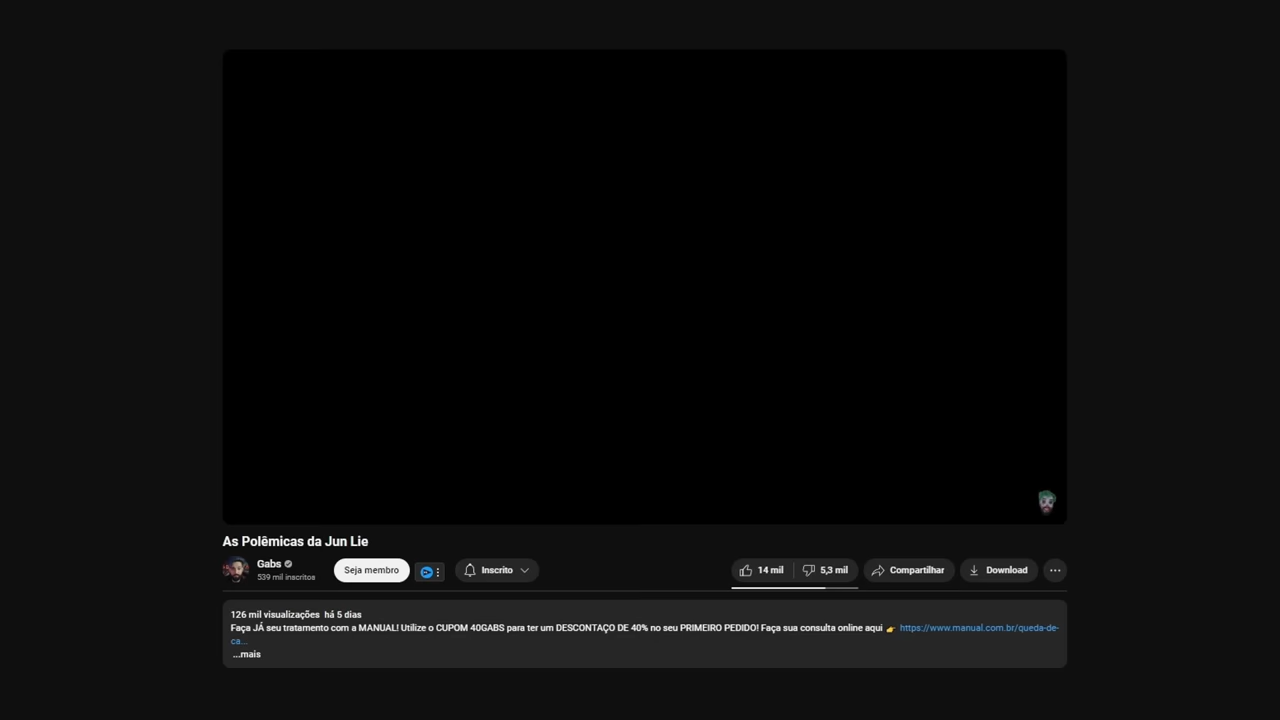 As Polêmicas da Jun Lie
Gabs
539 mil inscritos
Seja membro
Inscrito
14 mil
5,3 mil
Compartilhar
Download
126 mil visualizações há 5 dias
Faça JÁ seu tratamento com a MANUAL! Utilize o CUPOM 40GABS para ter um DESCONTAÇO DE 40% no seu PRIMEIRO PEDIDO! Faça sua consulta online aqui 👉 https://www.manual.com.br/queda-de-
ca...
...mais